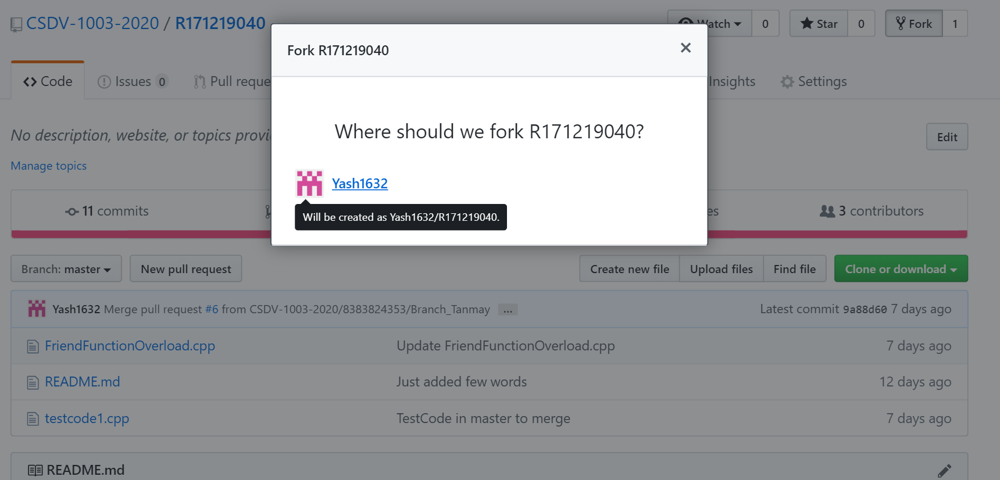 CSDV-1003-2020 / R171219040
Watch 0 Star 0 Fork 1
Fork R171219040
Code Issues 0 Pull reque Insights Settings
Where should we fork R171219040?
No description, website, or topics provi
Edit
Manage topics
Yash1632
Will be created as Yash1632/R171219040.
11 commits es 3 contributors
Branch: master New pull request Create new file Upload files Find file Clone or download
Yash1632 Merge pull request #6 from CSDV-1003-2020/8383824353/Branch_Tanmay ... Latest commit 9a88d60 7 days ago
FriendFunctionOverload.cpp Update FriendFunctionOverload.cpp 7 days ago
README.md Just added few words 12 days ago
testcode1.cpp TestCode in master to merge 7 days ago
README.md